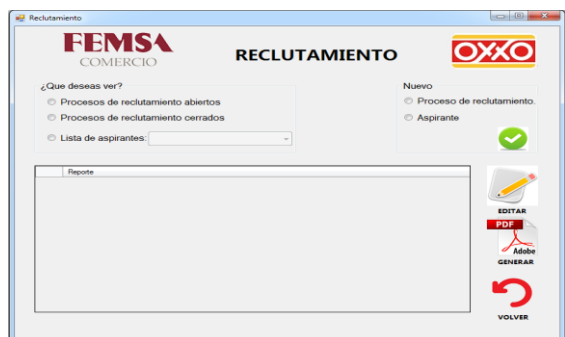 Reclutamiento
FEMSA
COMERCIO
RECLUTAMIENTO
OXXO
¿Que deseas ver?
Procesos de reclutamiento abiertos
Procesos de reclutamiento cerrados
Lista de aspirantes:
Nuevo
Proceso de reclutamiento.
Aspirante
Reporte
EDITAR
PDF
Adobe
GENERAR
VOLVER